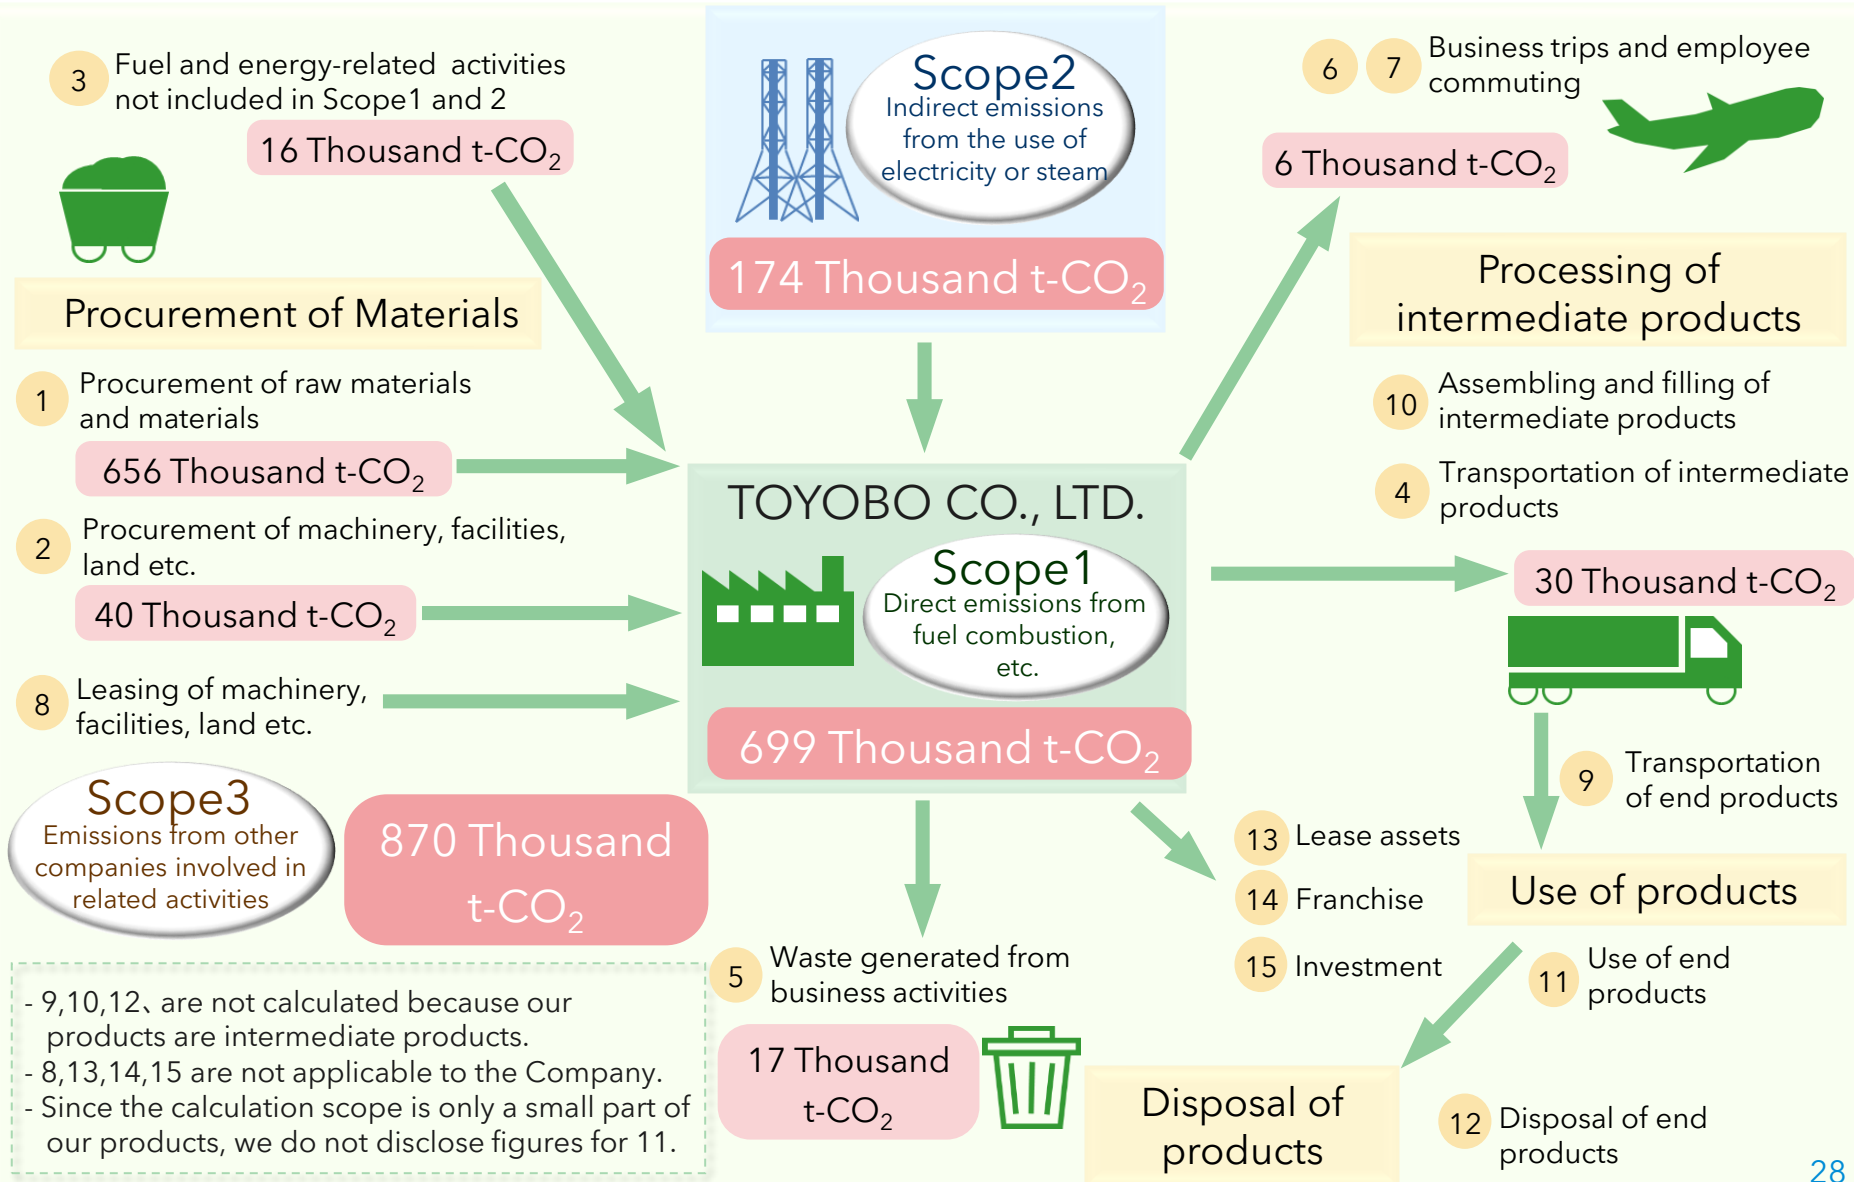 3
Fuel and energy-related activities
not included in Scope1 and 2
16 Thousand t-CO₂
Procurement of Materials
1
Procurement of raw materials
and materials
656 Thousand t-CO₂
2
Procurement of machinery, facilities,
land etc.
40 Thousand t-CO₂
8
Leasing of machinery,
facilities, land etc.
Scope3
Emissions from other
companies involved in
related activities
870 Thousand
t-CO₂
- 9,10,12、are not calculated because our
products are intermediate products.
- 8,13,14,15 are not applicable to the Company.
- Since the calculation scope is only a small part of
our products, we do not disclose figures for 11.
Scope2
Indirect emissions
from the use of
electricity or steam
174 Thousand t-CO₂
TOYOBO CO., LTD.
Scope1
Direct emissions from
fuel combustion,
etc.
699 Thousand t-CO₂
5
Waste generated from
business activities
17 Thousand
t-CO₂
6 7
Business trips and employee
commuting
6 Thousand t-CO₂
Processing of
intermediate products
10
Assembling and filling of
intermediate products
4
Transportation of intermediate
products
30 Thousand t-CO₂
9
Transportation
of end products
13 Lease assets
14 Franchise
15 Investment
Use of products
11
Use of end
products
Disposal of
products
12
Disposal of end
products
28